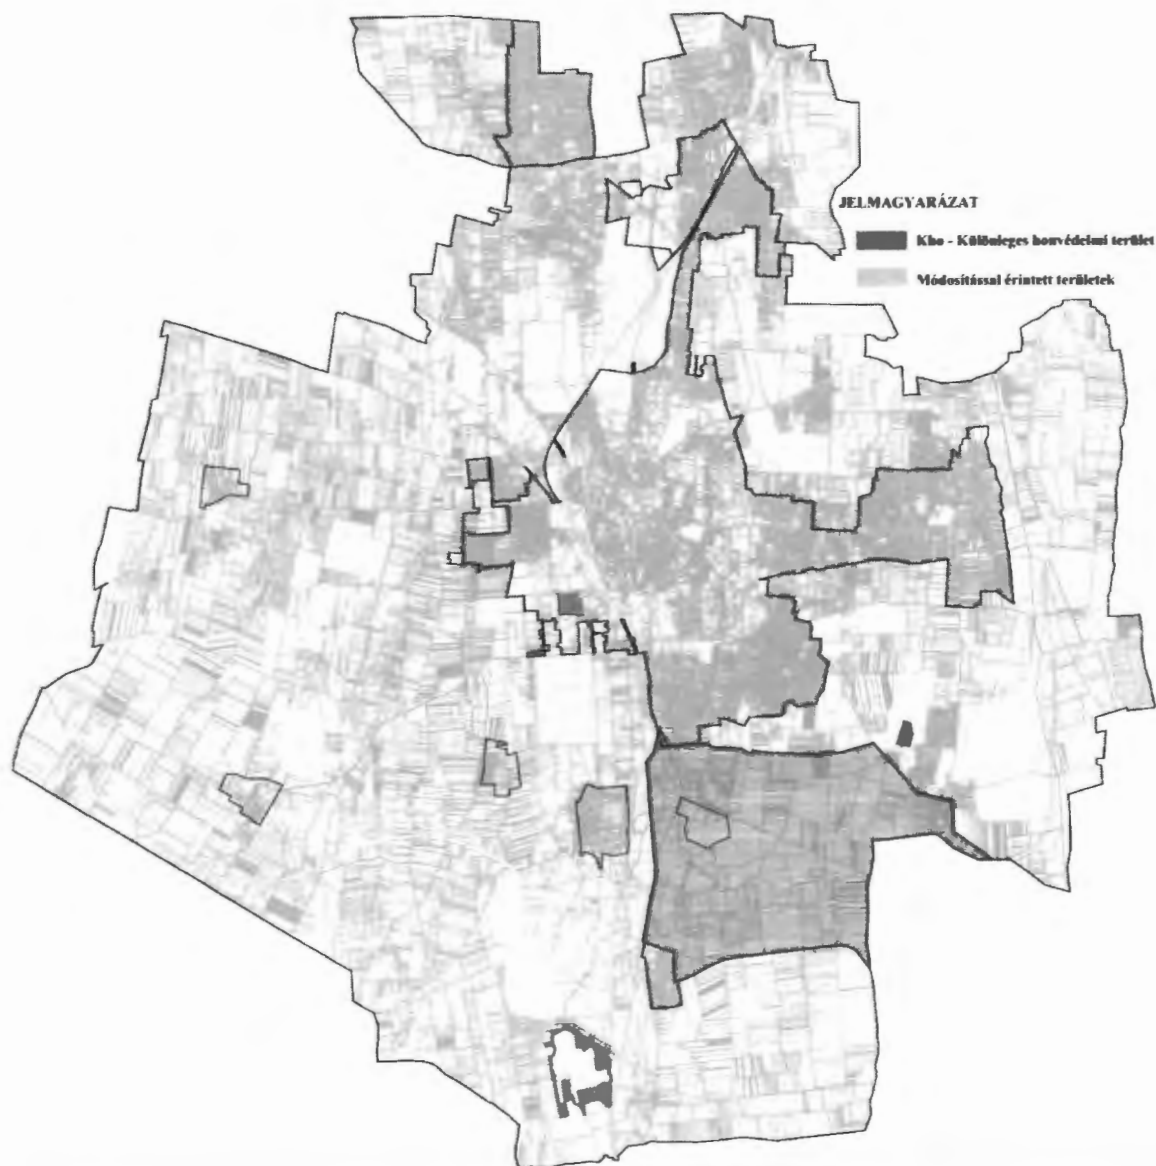 JELMAGYARÁZAT
Kho - Különleges honvédelmi terület
Módosítással érintett területek